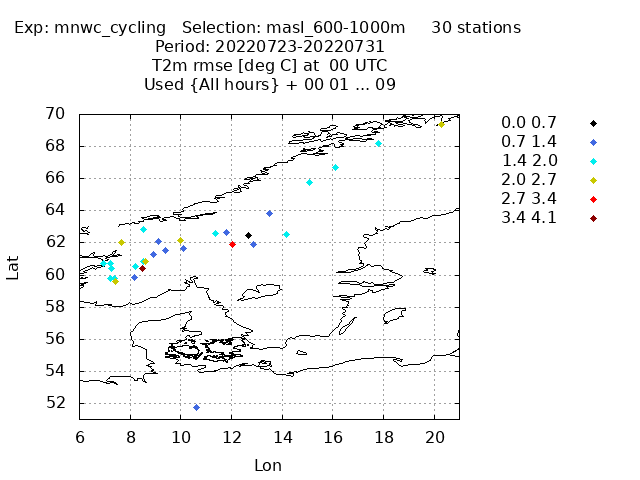 Exp: mnwc_cycling   Selection: masl_600-1000m     30 stations
Period: 20220723-20220731
T2m rmse [deg C] at  00 UTC
Used {All hours} + 00 01 ... 09
70
68
66
64
62
60
58
56
54
52
Lat
6 8 10 12 14 16 18 20
Lon
0.0 0.7
0.7 1.4
1.4 2.0
2.0 2.7
2.7 3.4
3.4 4.1